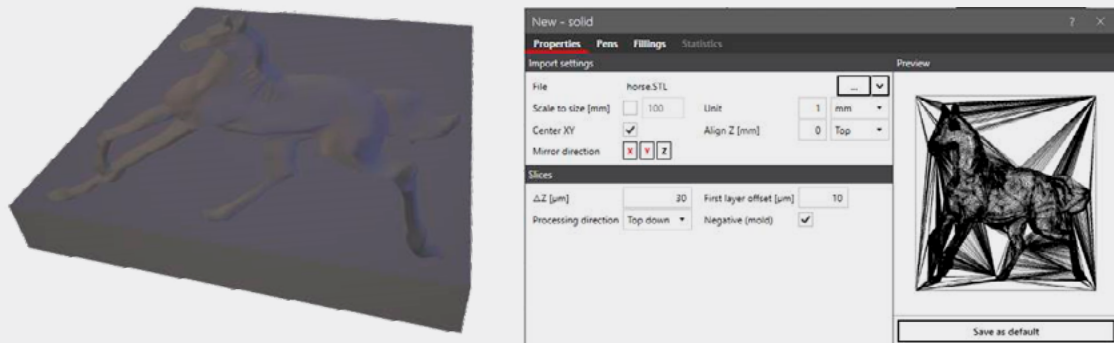 New - solid ? ×
Properties Pens Fillings Statistics
Import settings Preview
File horse.STL ...
Scale to size [mm] 100 Unit 1 mm
Center XY Align Z [mm] 0 Top
Mirror direction X Y Z
Slices
ΔZ [µm] 30 First layer offset [µm] 10
Processing direction Top down Negative (mold)
Save as default